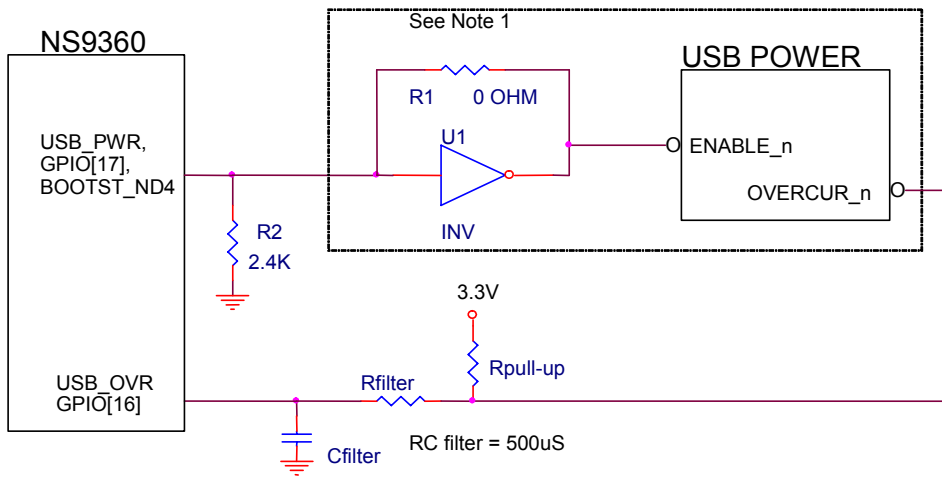 See Note 1
NS9360
USB POWER
R1 0 OHM
USB_PWR,
GPIO[17],
BOOTST_ND4
U1
ENABLE_n
OVERCUR_n
R2
2.4K
INV
3.3V
Rpull-up
USB_OVR
GPIO[16]
Rfilter
Cfilter
RC filter = 500uS